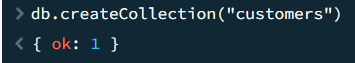 > db.createCollection("customers")
< { ok: 1 }